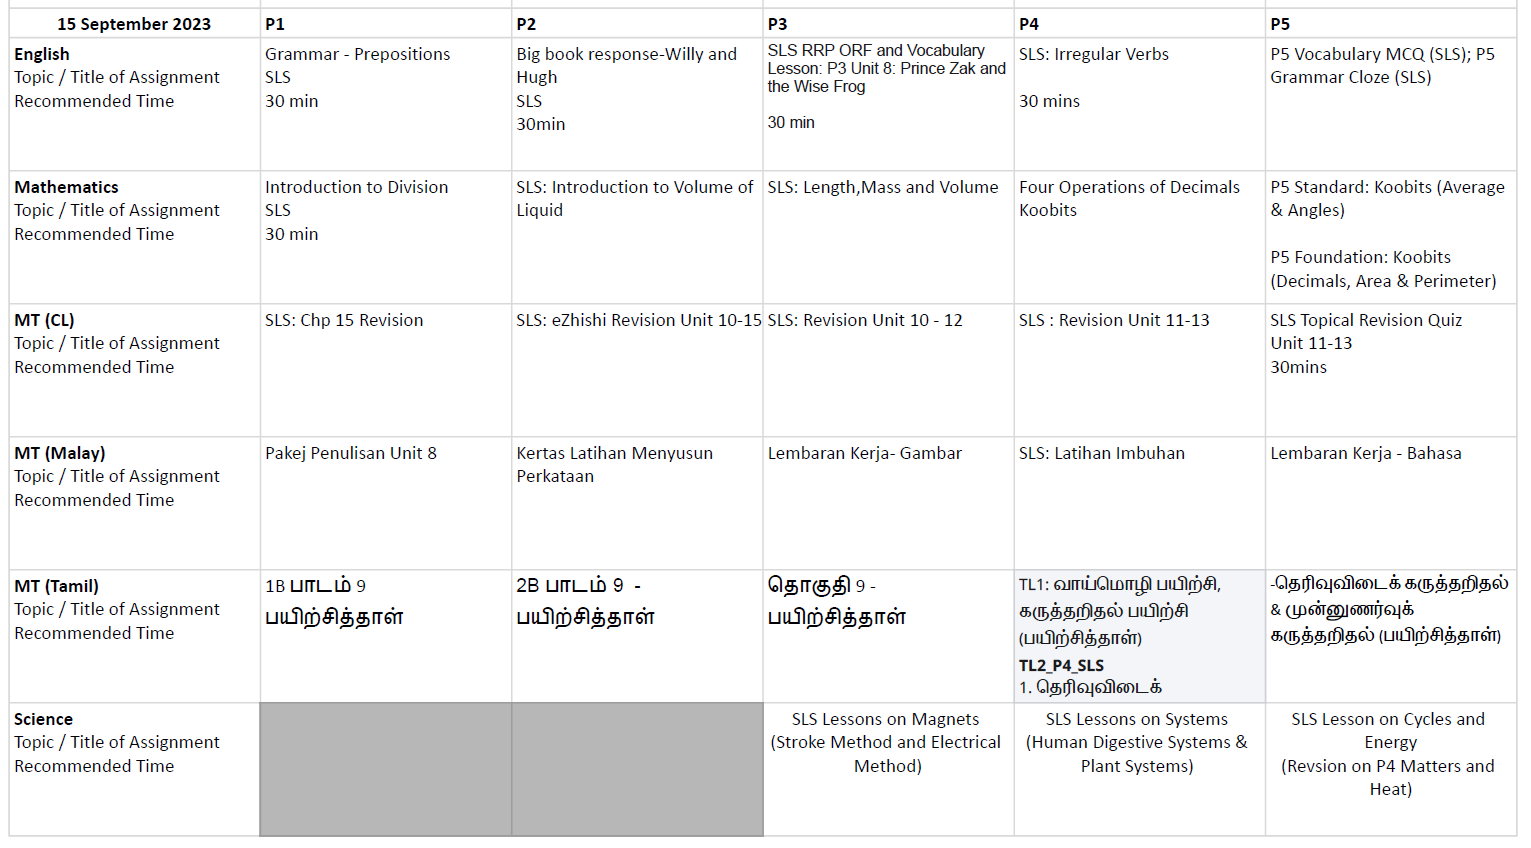 15 September 2023
P1
P2
P3
P4
P5
English
Topic / Title of Assignment
Recommended Time
Grammar - Prepositions
SLS
30 min
Big book response-Willy and
Hugh
SLS
30min
SLS RRP ORF and Vocabulary
Lesson: P3 Unit 8: Prince Zak and
the Wise Frog
30 min
SLS: Irregular Verbs
30 mins
P5 Vocabulary MCQ (SLS); P5
Grammar Cloze (SLS)
Mathematics
Topic / Title of Assignment
Recommended Time
Introduction to Division
SLS
30 min
SLS: Introduction to Volume of
Liquid
SLS: Length,Mass and Volume
Four Operations of Decimals
Koobits
P5 Standard: Koobits (Average
& Angles)
P5 Foundation: Koobits
(Decimals, Area & Perimeter)
MT (CL)
Topic / Title of Assignment
Recommended Time
SLS: Chp 15 Revision
SLS: eZhishi Revision Unit 10-15
SLS: Revision Unit 10 - 12
SLS : Revision Unit 11-13
SLS Topical Revision Quiz
Unit 11-13
30mins
MT (Malay)
Topic / Title of Assignment
Recommended Time
Pakej Penulisan Unit 8
Kertas Latihan Menyusun
Perkataan
Lembaran Kerja- Gambar
SLS: Latihan Imbuhan
Lembaran Kerja - Bahasa
MT (Tamil)
Topic / Title of Assignment
Recommended Time
1B பாடம் 9
பயிற்சித்தாள்
2B பாடம் 9 -
பயிற்சித்தாள்
தொகுதி 9 -
பயிற்சித்தாள்
TL1: வாய்மொழி பயிற்சி,
கருத்தறிதல் பயிற்சி
(பயிற்சித்தாள்)
TL2_P4_SLS
1. தெரிவுவிடைக்
-தெரிவுவிடைக் கருத்தறிதல்
& முன்னுணர்வுக்
கருத்தறிதல் (பயிற்சித்தாள்)
Science
Topic / Title of Assignment
Recommended Time
SLS Lessons on Magnets
(Stroke Method and Electrical
Method)
SLS Lessons on Systems
(Human Digestive Systems &
Plant Systems)
SLS Lesson on Cycles and
Energy
(Revsion on P4 Matters and
Heat)